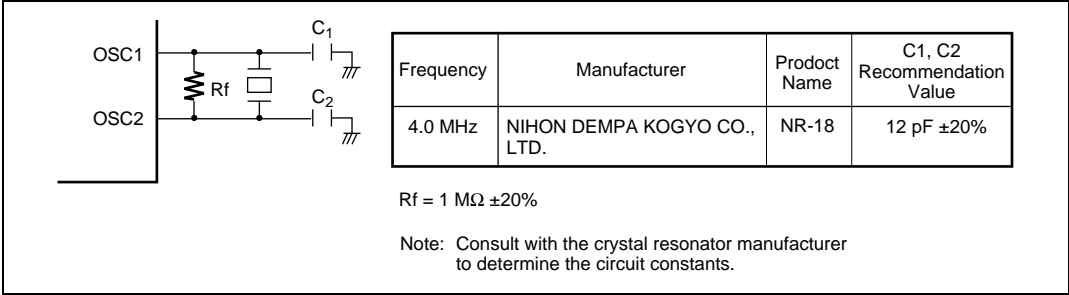 C1
OSC1
Rf
C2
OSC2
Frequency
Manufacturer
Product
Name
C1, C2
Recommendation
Value
4.0 MHz
NIHON DEMPA KOGYO CO.,
LTD.
NR-18
12 pF ±20%
Rf = 1 MΩ ±20%
Note: Consult with the crystal resonator manufacturer
to determine the circuit constants.